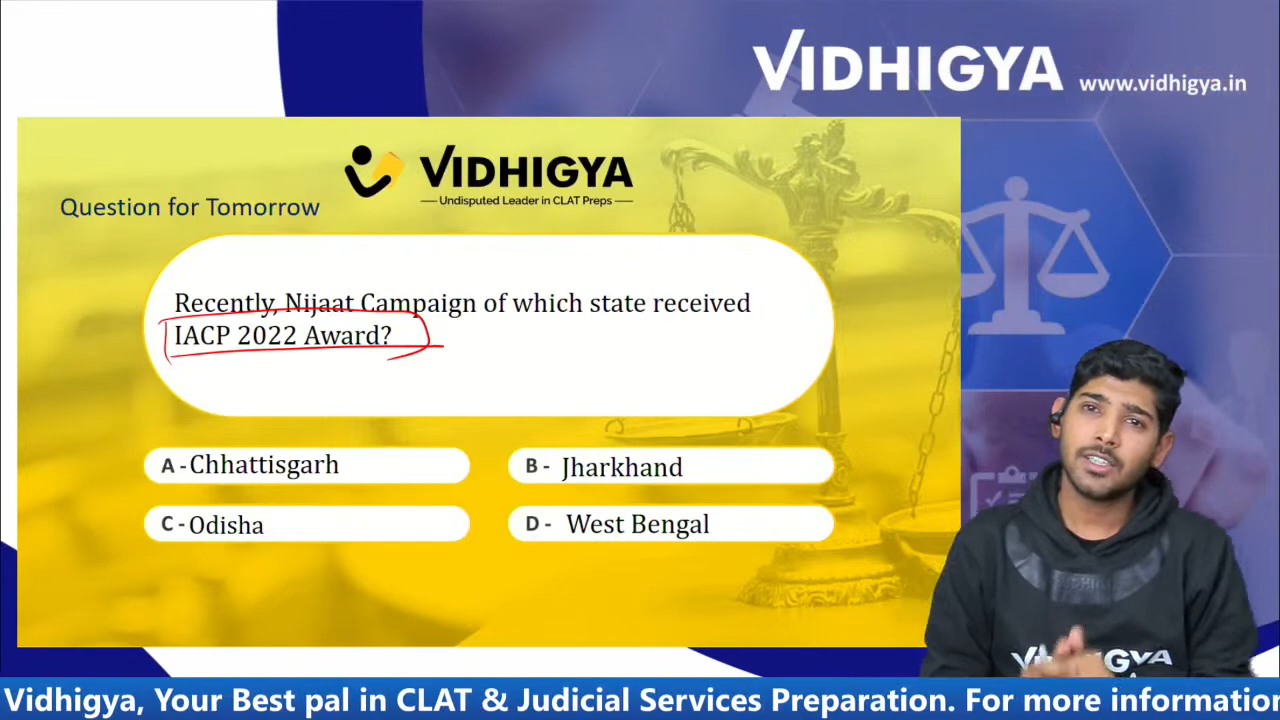 VIDHIGYA www.vidhigya.in
VIDHIGYA
Undisputed Leader in CLAT Preps
Question for Tomorrow
Recently, Nijaat Campaign of which state received
IACP 2022 Award?
A - Chhattisgarh
B - Jharkhand
C - Odisha
D - West Bengal
VIDHIGYA
VIDHIGYA
Vidhigya, Your Best pal in CLAT & Judicial Services Preparation. For more information